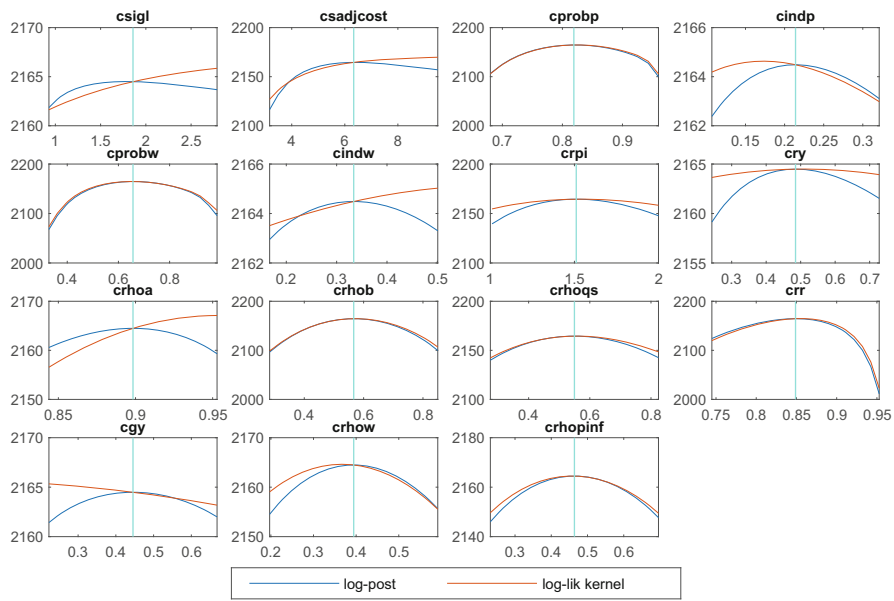 csigl csadjcost cprobp cindp
2170 2200 2200 2166
2165 2150 2100 2164
2160 2100 2000 2162
1 1.5 2 2.5 4 6 8 0.7 0.8 0.9 0.15 0.2 0.25 0.3
cprobw cindw crpi cry
2200 2166 2200 2165
2100 2164 2150 2160
2000 2162 2100 2155
0.4 0.6 0.8 0.2 0.3 0.4 0.5 1 1.5 2 0.3 0.4 0.5 0.6 0.7
crhoa crhob crhoqs crr
2170 2200 2200 2200
2160 2100 2150 2100
2150 2000 2100 2000
0.85 0.9 0.95 0.4 0.6 0.8 0.4 0.6 0.8 0.75 0.8 0.85 0.9 0.95
cgy crhow crhopinf
2170 2170 2180
2165 2160 2160
2160 2150 2140
0.3 0.4 0.5 0.6 0.2 0.3 0.4 0.5 0.3 0.4 0.5 0.6
log-post log-lik kernel